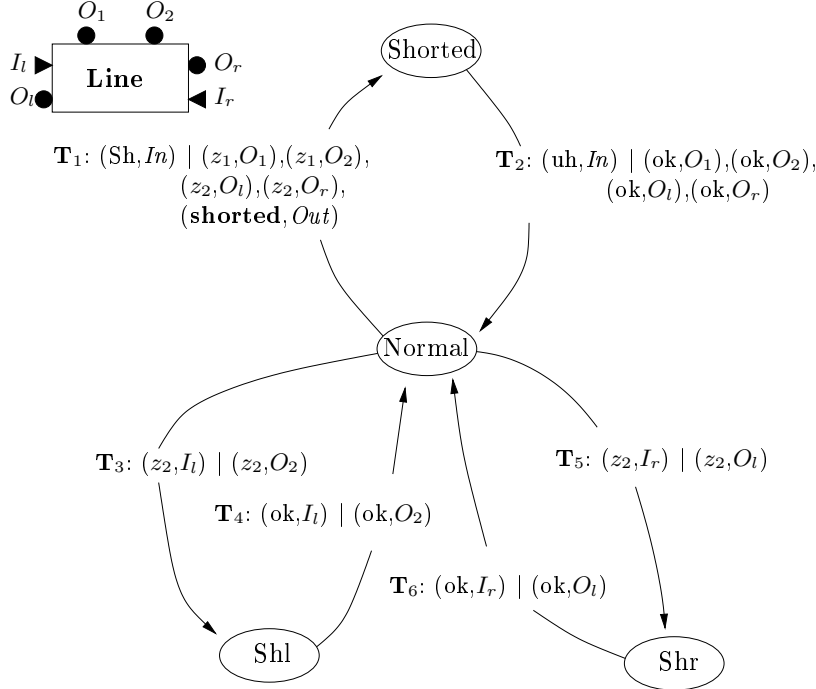 O₁ O₂
Shorted
Iₗ Line Oᵣ
Oₗ Iᵣ
T₁: (Sh,In) | (z₁,O₁),(z₁,O₂),
(z₂,Oₗ),(z₂,Oᵣ),
(shorted,Out)
T₂: (uh,In) | (ok,O₁),(ok,O₂),
(ok,Oₗ),(ok,Oᵣ)
Normal
T₃: (z₂,Iₗ) | (z₂,O₂)
T₅: (z₂,Iᵣ) | (z₂,Oₗ)
T₄: (ok,Iₗ) | (ok,O₂)
T₆: (ok,Iᵣ) | (ok,Oₗ)
Shl
Shr